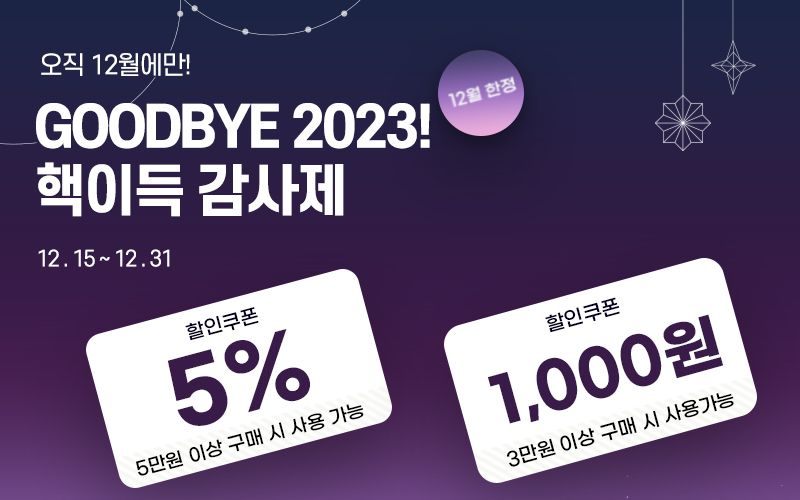 오직 12월에만!
GOODBYE 2023!
12월 한정
핵이득 감사제
12.15~12.31
할인쿠폰
5%
5만원 이상 구매 시 사용 가능
할인쿠폰
1,000원
3만원 이상 구매 시 사용가능